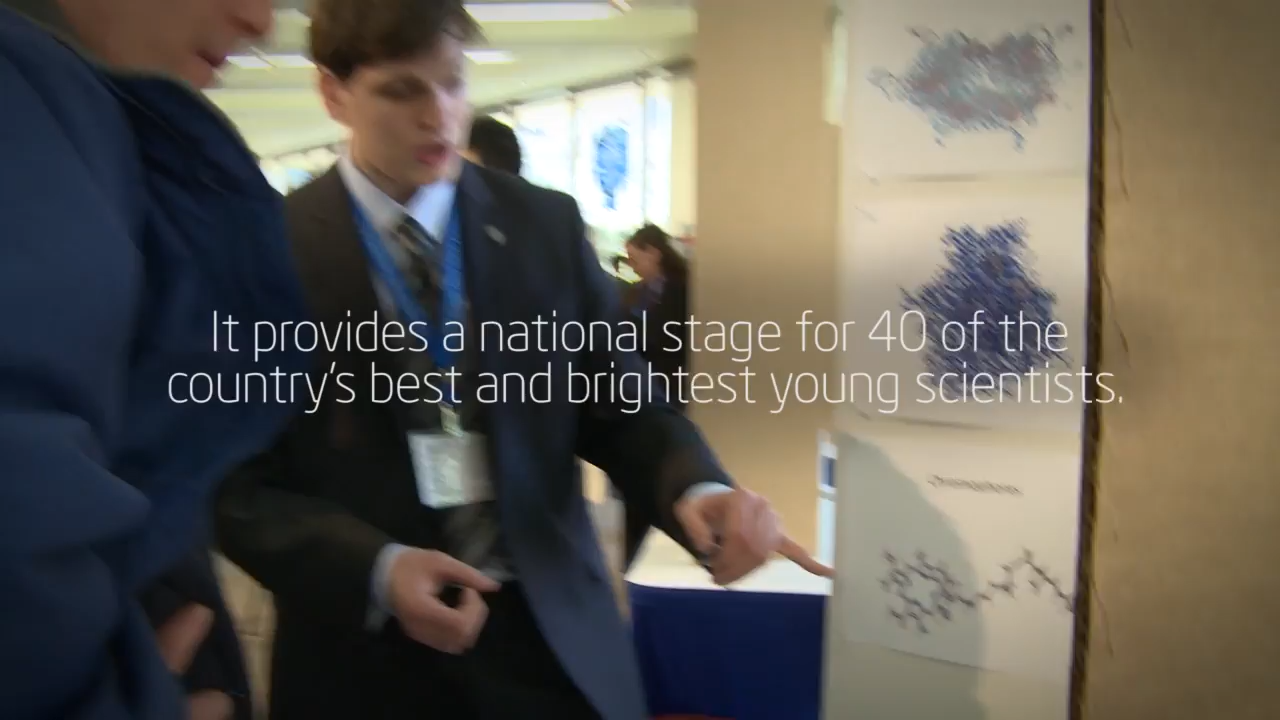 It provides a national stage for 40 of the
country's best and brightest young scientists.